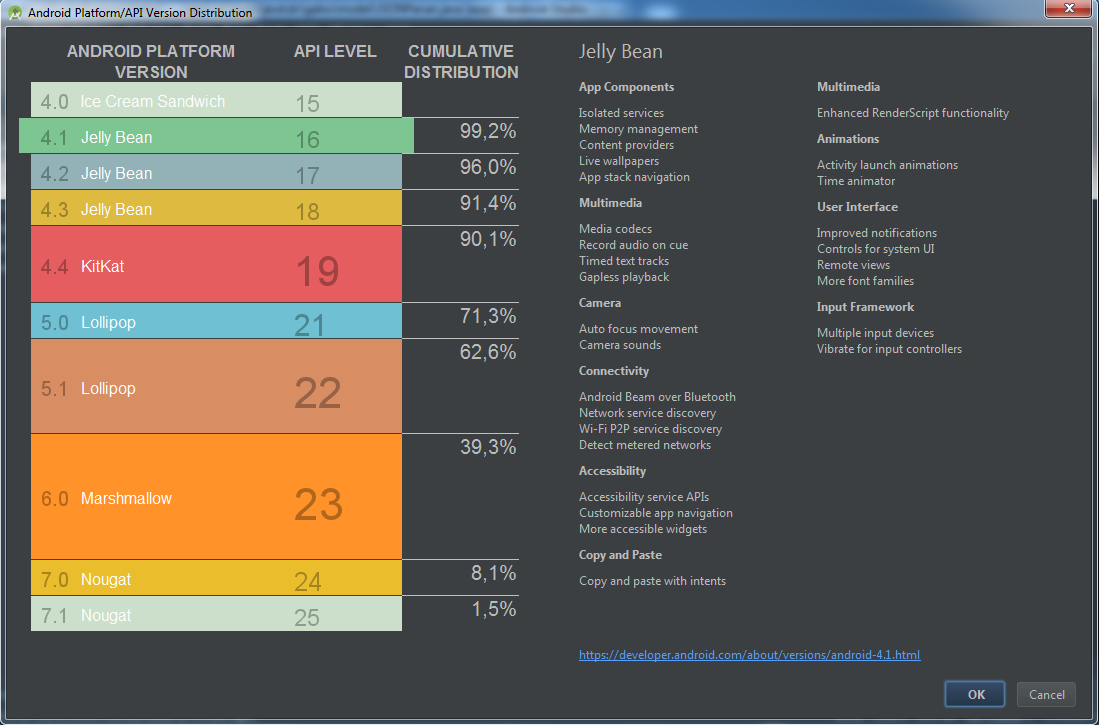 Android Platform/API Version Distribution
ANDROID PLATFORM VERSION API LEVEL CUMULATIVE DISTRIBUTION
4.0 Ice Cream Sandwich 15
4.1 Jelly Bean 16 99,2%
4.2 Jelly Bean 17 96,0%
4.3 Jelly Bean 18 91,4%
4.4 KitKat 19 90,1%
5.0 Lollipop 21 71,3%
5.1 Lollipop 22 62,6%
6.0 Marshmallow 23 39,3%
7.0 Nougat 24 8,1%
7.1 Nougat 25 1,5%
Jelly Bean
App Components
Isolated services
Memory management
Content providers
Live wallpapers
App stack navigation
Multimedia
Media codecs
Record audio on cue
Timed text tracks
Gapless playback
Camera
Auto focus movement
Camera sounds
Connectivity
Android Beam over Bluetooth
Network service discovery
Wi-Fi P2P service discovery
Detect metered networks
Accessibility
Accessibility service APIs
Customizable app navigation
More accessible widgets
Copy and Paste
Copy and paste with intents
Multimedia
Enhanced RenderScript functionality
Animations
Activity launch animations
Time animator
User Interface
Improved notifications
Controls for system UI
Remote views
More font families
Input Framework
Multiple input devices
Vibrate for input controllers
https://developer.android.com/about/versions/android-4.1.html
OK
Cancel